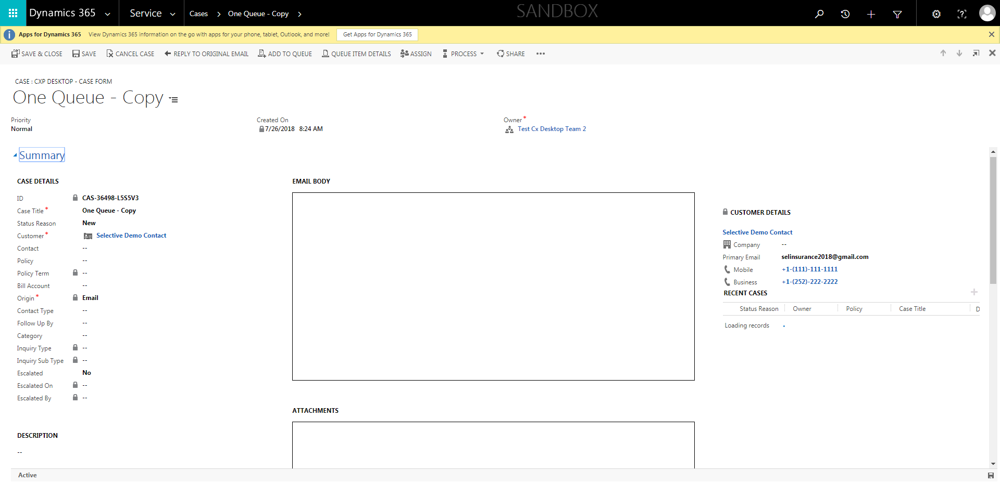 Dynamics 365 Service Cases One Queue - Copy SANDBOX
Apps for Dynamics 365 View Dynamics 365 information on the go with apps for your phone, tablet, Outlook, and more! Get Apps for Dynamics 365
SAVE & CLOSE SAVE CANCEL CASE REPLY TO ORIGINAL EMAIL ADD TO QUEUE QUEUE ITEM DETAILS ASSIGN PROCESS SHARE
CASE : CXP DESKTOP - CASE FORM
One Queue - Copy
Priority
Normal
Created On
7/26/2018 8:24 AM
Owner*
Test Cx Desktop Team 2
Summary
CASE DETAILS
ID CAS-36498-L5S5V3
Case Title* One Queue - Copy
Status Reason New
Customer* Selective Demo Contact
Contact --
Policy --
Policy Term --
Bill Account --
Origin* Email
Contact Type --
Follow Up By --
Category --
Inquiry Type --
Inquiry Sub Type --
Escalated No
Escalated On --
Escalated By --
DESCRIPTION
--
EMAIL BODY
ATTACHMENTS
CUSTOMER DETAILS
Selective Demo Contact
Company --
Primary Email selinsurance2018@gmail.com
Mobile +1-(111)-111-1111
Business +1-(252)-222-2222
RECENT CASES
Status Reason Owner Policy Case Title D
Loading records
Active